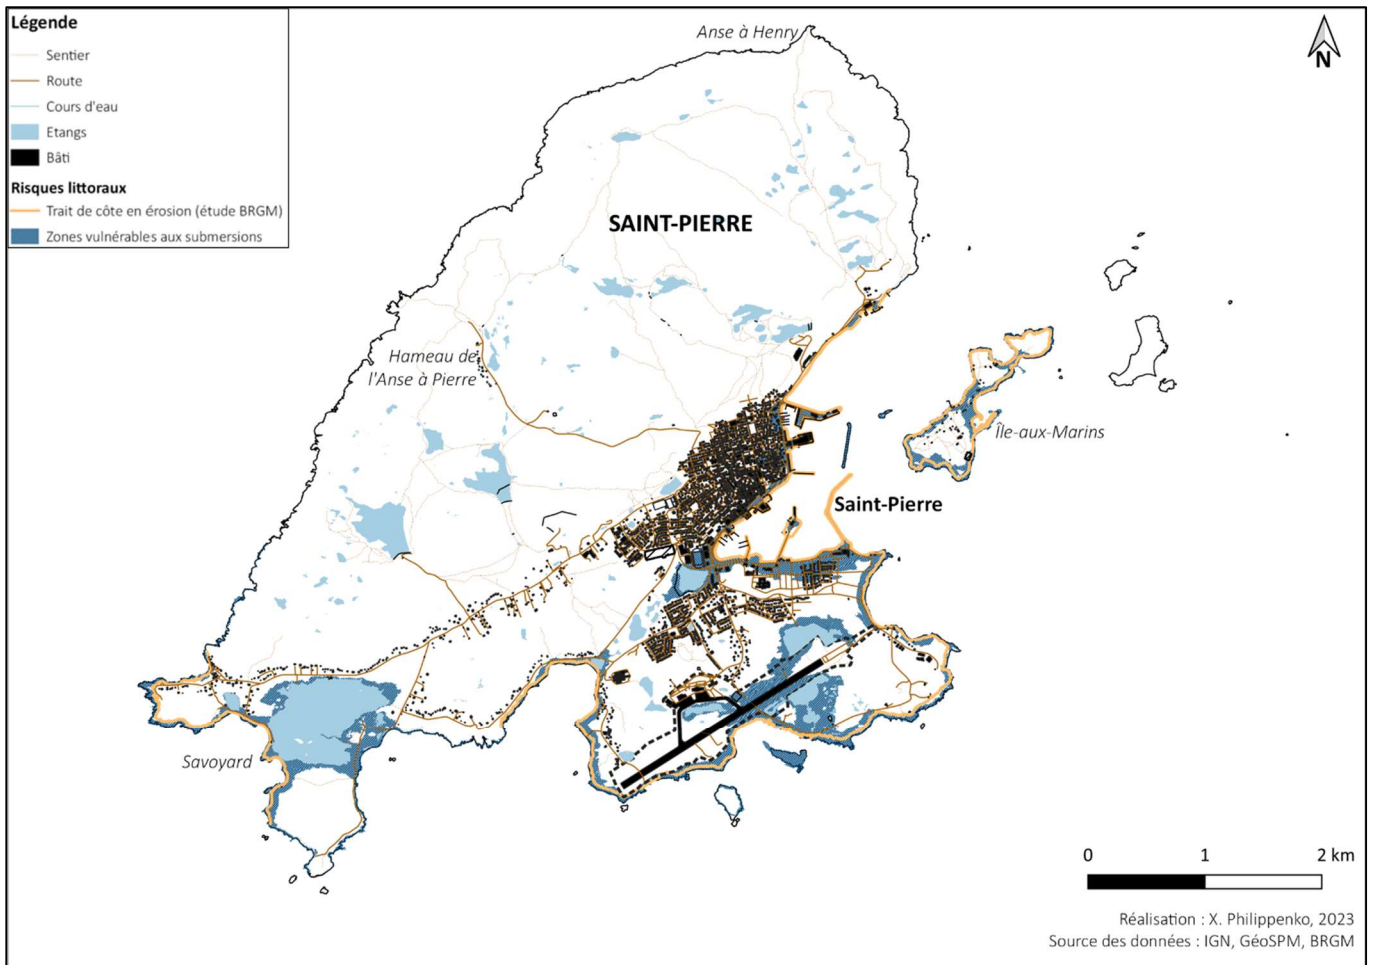 Légende
Sentier
Route
Cours d'eau
Etangs
Bâti
Risques littoraux
Trait de côte en érosion (étude BRGM)
Zones vulnérables aux submersions
Anse à Henry
N
SAINT-PIERRE
Hameau de
l'Anse à Pierre
Île-aux-Marins
Saint-Pierre
Savoyard
0 1 2 km
Réalisation : X. Philippenko, 2023
Source des données : IGN, GéoSPM, BRGM